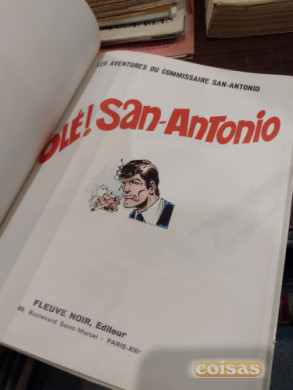 LES AVENTURES DU COMMISSAIRE SAN-ANTONIO
OLÉ! SAN-ANTONIO
FLEUVE NOIR, Editeur
69, Boulevard Saint-Marcel - PARIS-XIIIe
coisas